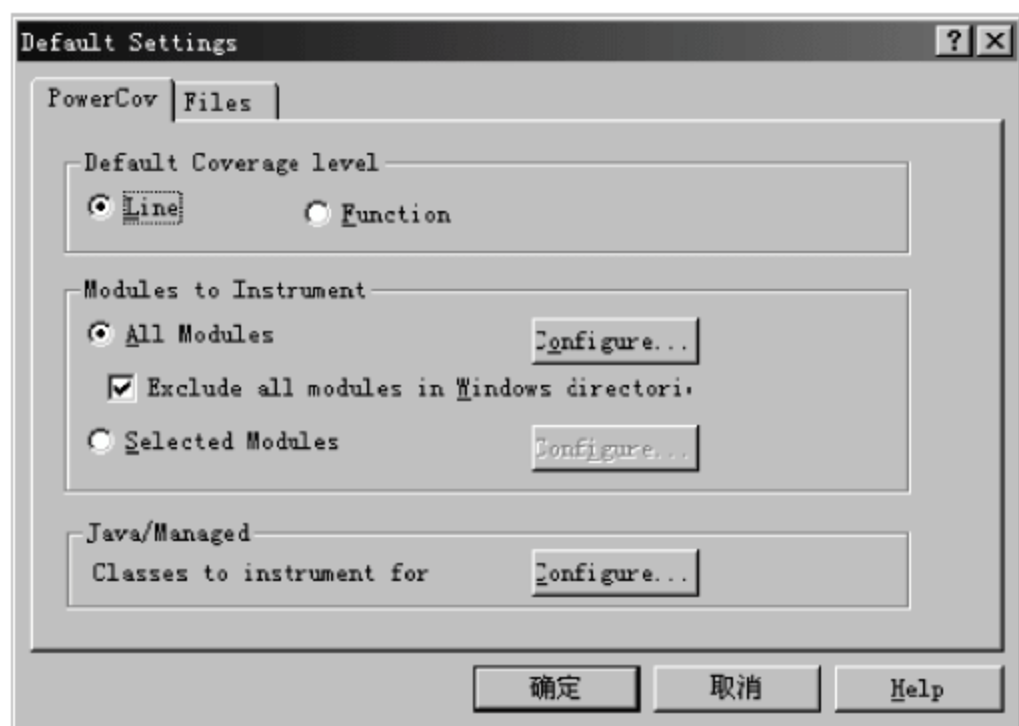 Default Settings
PowerCov Files
Default Coverage level
Line Function
Modules to Instrument
All Modules Configure...
Exclude all modules in Windows directori
Selected Modules Configure...
Java/Managed
Classes to instrument for Configure...
确定 取消 Help